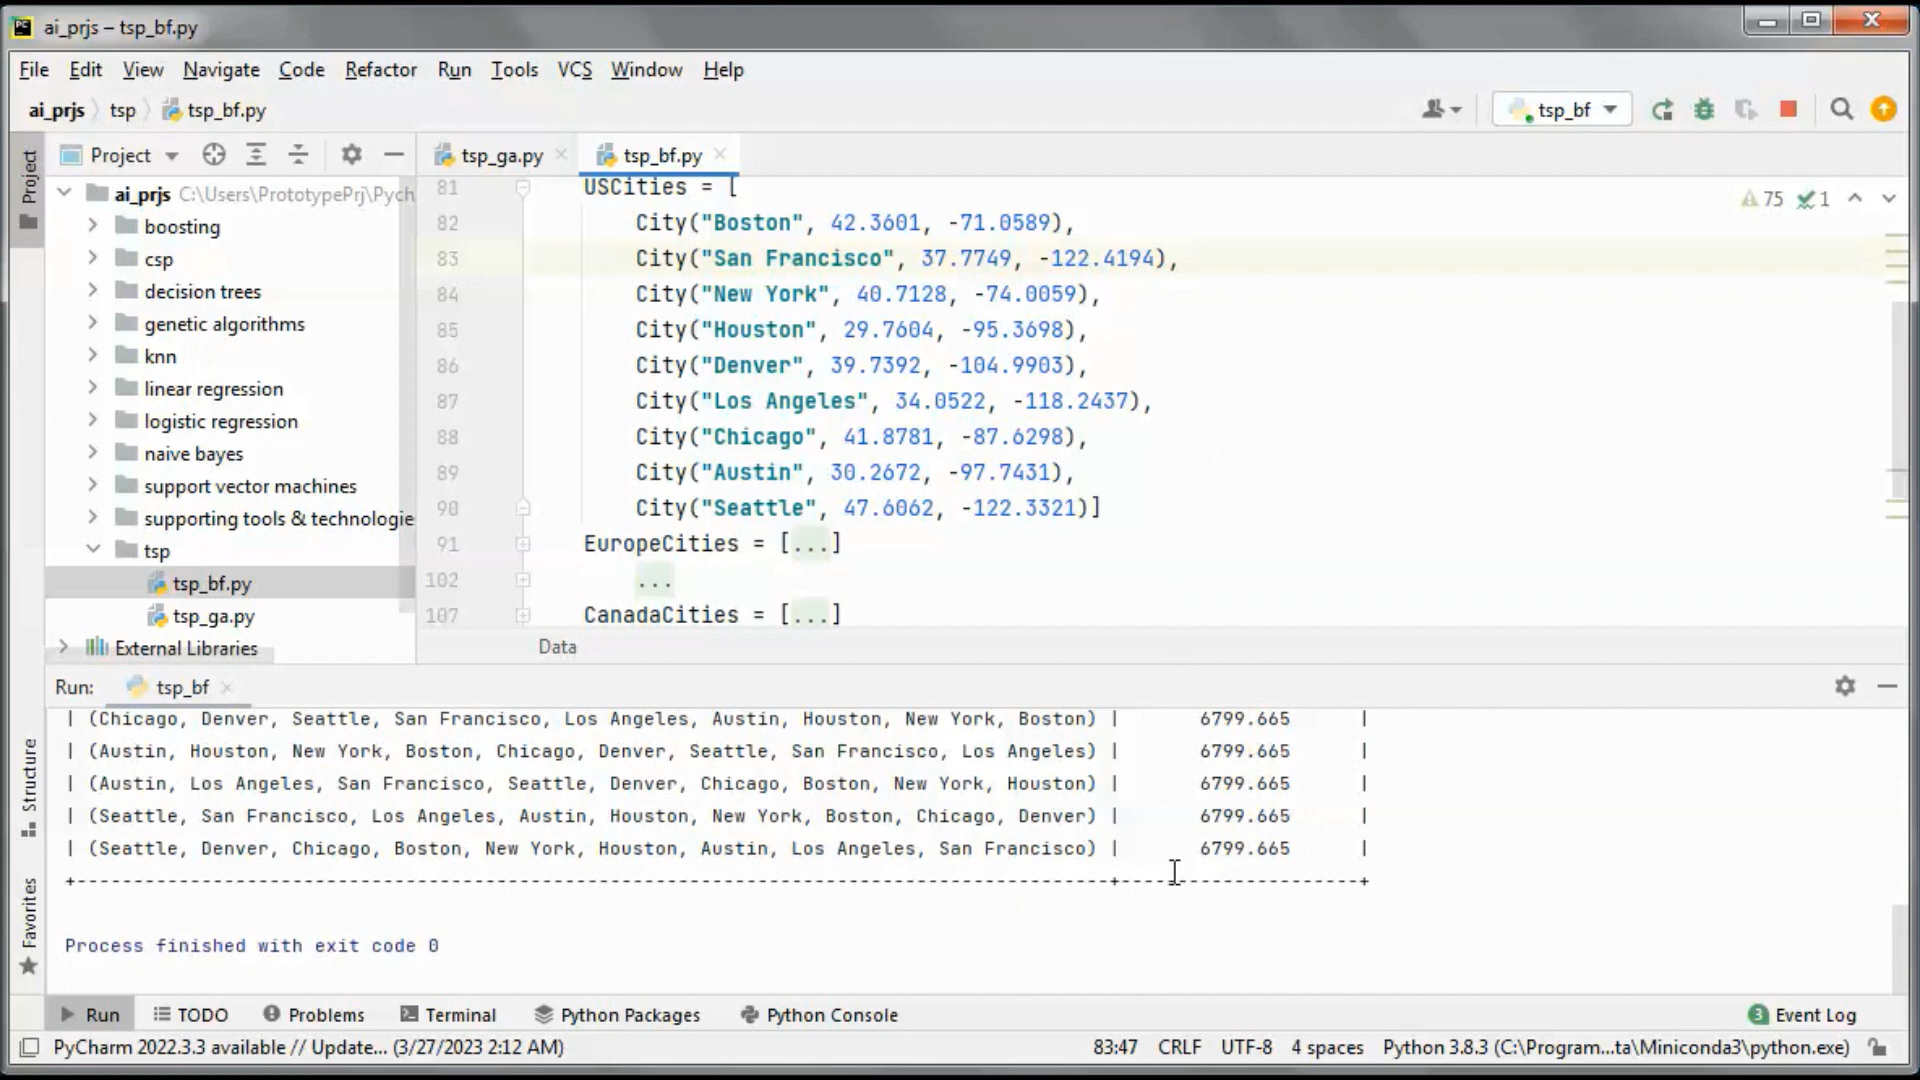 ai_prjs – tsp_bf.py
File Edit View Navigate Code Refactor Run Tools VCS Window Help
ai_prjs tsp tsp_bf.py tsp_bf
Project tsp_ga.py tsp_bf.py
Project
ai_prjs C:\Users\PrototypePrj\Pych
boosting
csp
decision trees
genetic algorithms
knn
linear regression
logistic regression
naive bayes
support vector machines
supporting tools & technologie
tsp
tsp_bf.py
tsp_ga.py
External Libraries
81 USCities = [
82 City("Boston", 42.3601, -71.0589),
83 City("San Francisco", 37.7749, -122.4194),
84 City("New York", 40.7128, -74.0059),
85 City("Houston", 29.7604, -95.3698),
86 City("Denver", 39.7392, -104.9903),
87 City("Los Angeles", 34.0522, -118.2437),
88 City("Chicago", 41.8781, -87.6298),
89 City("Austin", 30.2672, -97.7431),
90 City("Seattle", 47.6062, -122.3321)]
91 EuropeCities = [...]
102 ...
107 CanadaCities = [...]
75 1
Data
Run: tsp_bf
| (Chicago, Denver, Seattle, San Francisco, Los Angeles, Austin, Houston, New York, Boston) | 6799.665 |
| (Austin, Houston, New York, Boston, Chicago, Denver, Seattle, San Francisco, Los Angeles) | 6799.665 |
| (Austin, Los Angeles, San Francisco, Seattle, Denver, Chicago, Boston, New York, Houston) | 6799.665 |
| (Seattle, San Francisco, Los Angeles, Austin, Houston, New York, Boston, Chicago, Denver) | 6799.665 |
| (Seattle, Denver, Chicago, Boston, New York, Houston, Austin, Los Angeles, San Francisco) | 6799.665 |
+-----------------------------------------------------------------------------------------+---------------------+
Process finished with exit code 0
Structure
Favorites
Run TODO Problems Terminal Python Packages Python Console 3 Event Log
PyCharm 2022.3.3 available // Update... (3/27/2023 2:12 AM) 83:47 CRLF UTF-8 4 spaces Python 3.8.3 (C:\Program...ta\Miniconda3\python.exe)